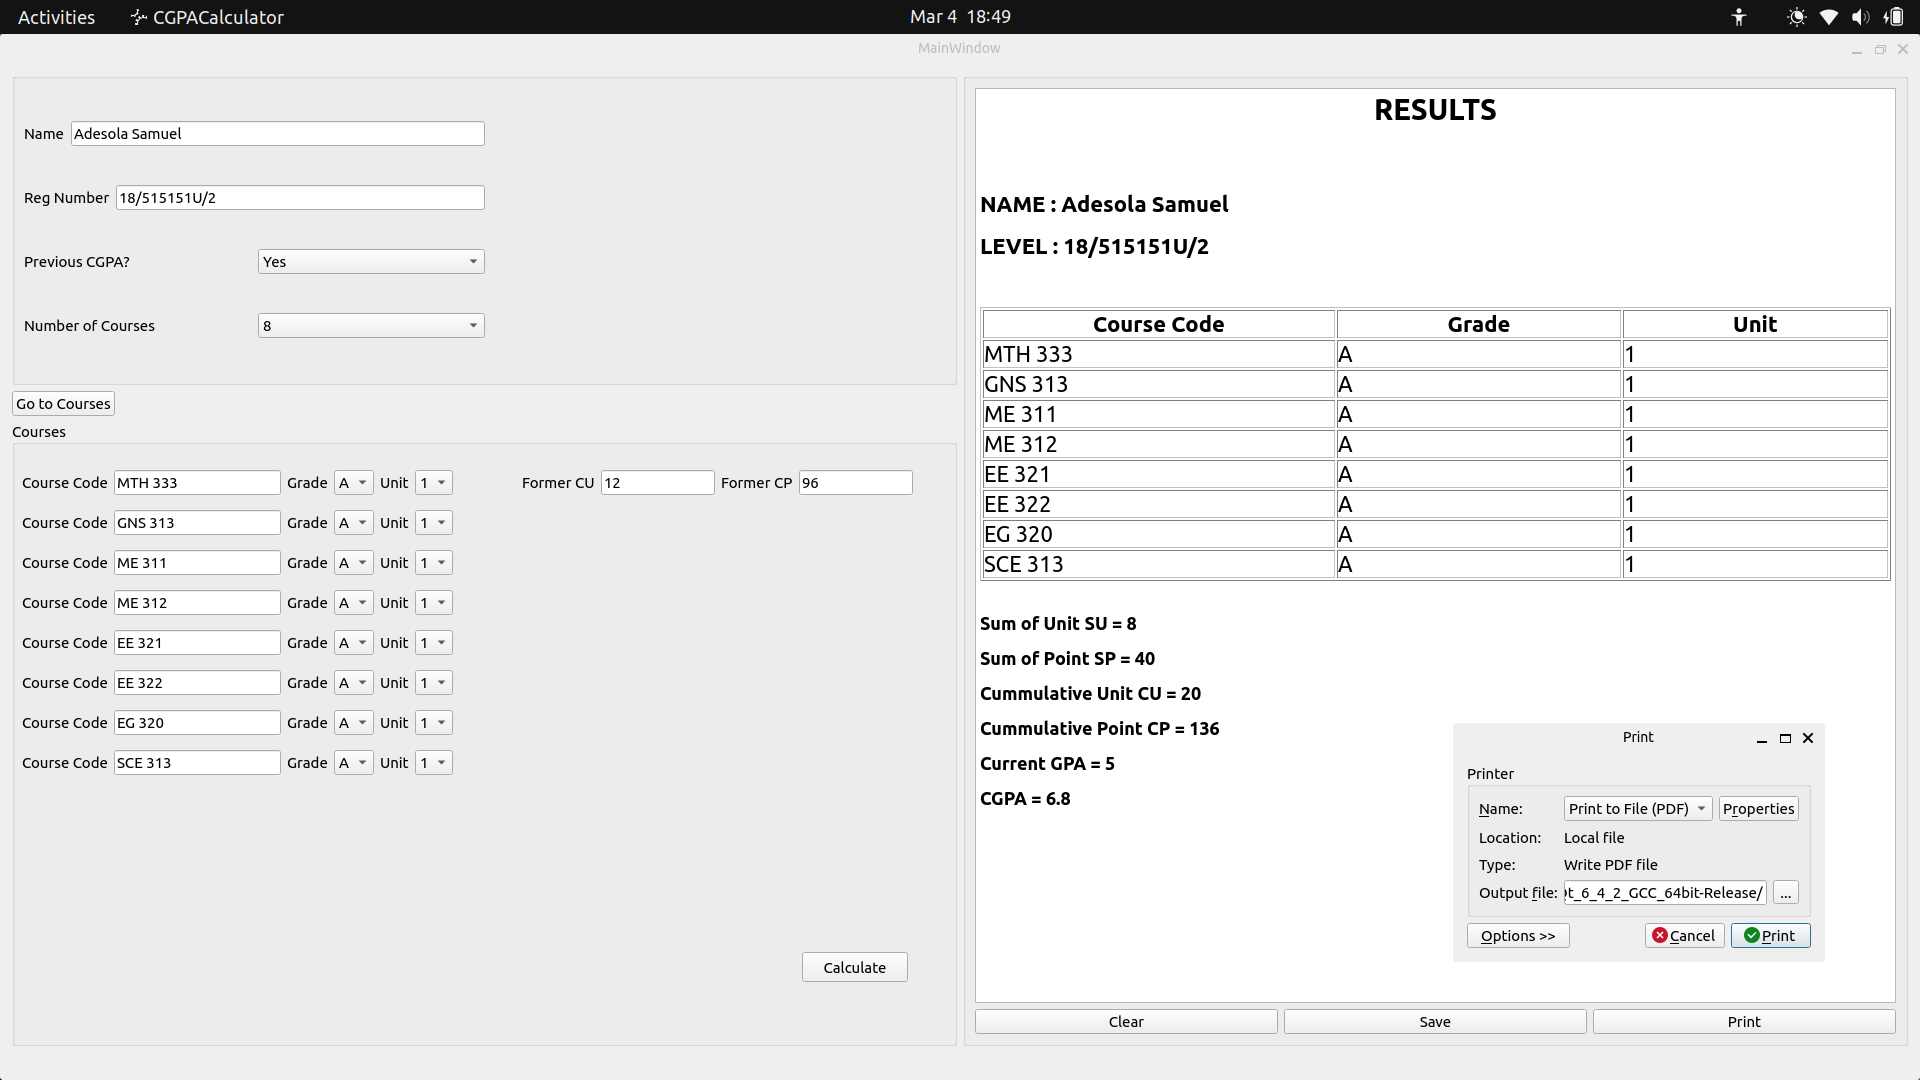 Activities CGPACalculator Mar 4 18:49
MainWindow
Name Adesola Samuel
Reg Number 18/515151U/2
Previous CGPA? Yes
Number of Courses 8
Go to Courses
Courses
Course Code MTH 333 Grade A Unit 1 Former CU 12 Former CP 96
Course Code GNS 313 Grade A Unit 1
Course Code ME 311 Grade A Unit 1
Course Code ME 312 Grade A Unit 1
Course Code EE 321 Grade A Unit 1
Course Code EE 322 Grade A Unit 1
Course Code EG 320 Grade A Unit 1
Course Code SCE 313 Grade A Unit 1
Calculate
RESULTS
NAME : Adesola Samuel
LEVEL : 18/515151U/2
Course Code Grade Unit
MTH 333 A 1
GNS 313 A 1
ME 311 A 1
ME 312 A 1
EE 321 A 1
EE 322 A 1
EG 320 A 1
SCE 313 A 1
Sum of Unit SU = 8
Sum of Point SP = 40
Cummulative Unit CU = 20
Cummulative Point CP = 136
Current GPA = 5
CGPA = 6.8
Print
Printer
Name: Print to File (PDF) Properties
Location: Local file
Type: Write PDF file
Output file: t_6_4_2_GCC_64bit-Release/ ...
Options >> Cancel Print
Clear Save Print